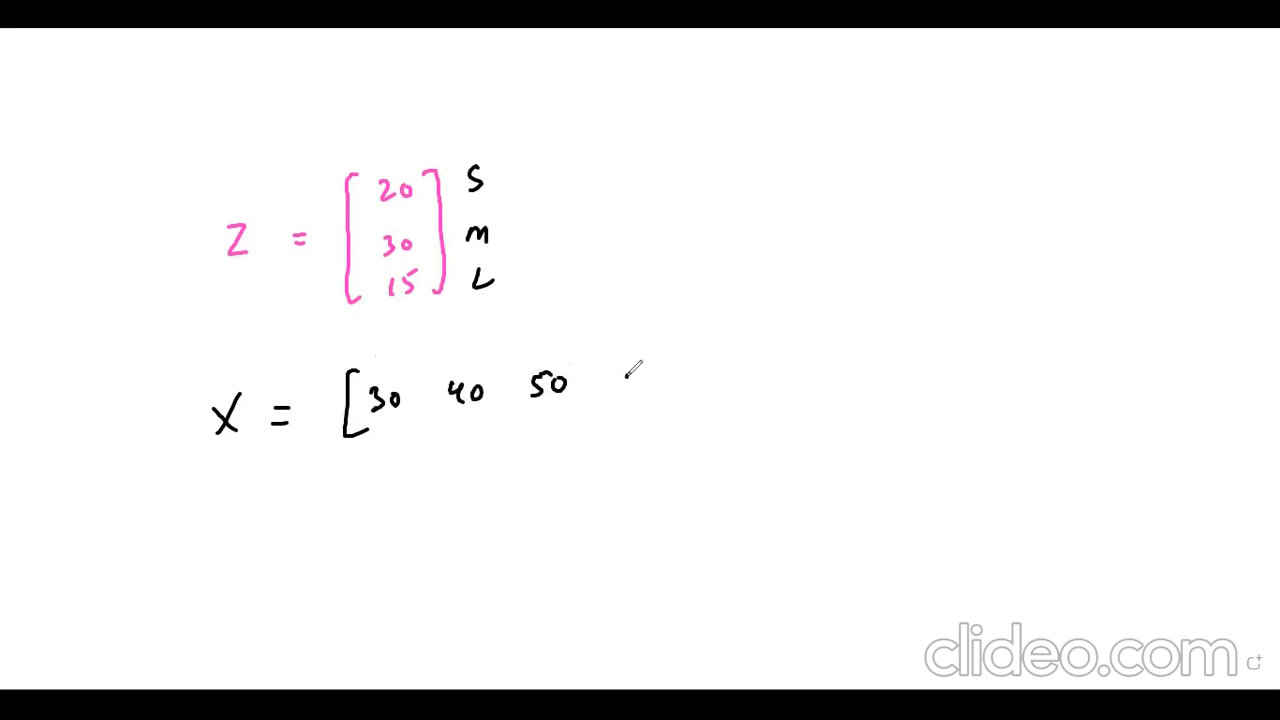 [20] S
Z = [30] m
[15] L
X = [30 40 50
clideo.com